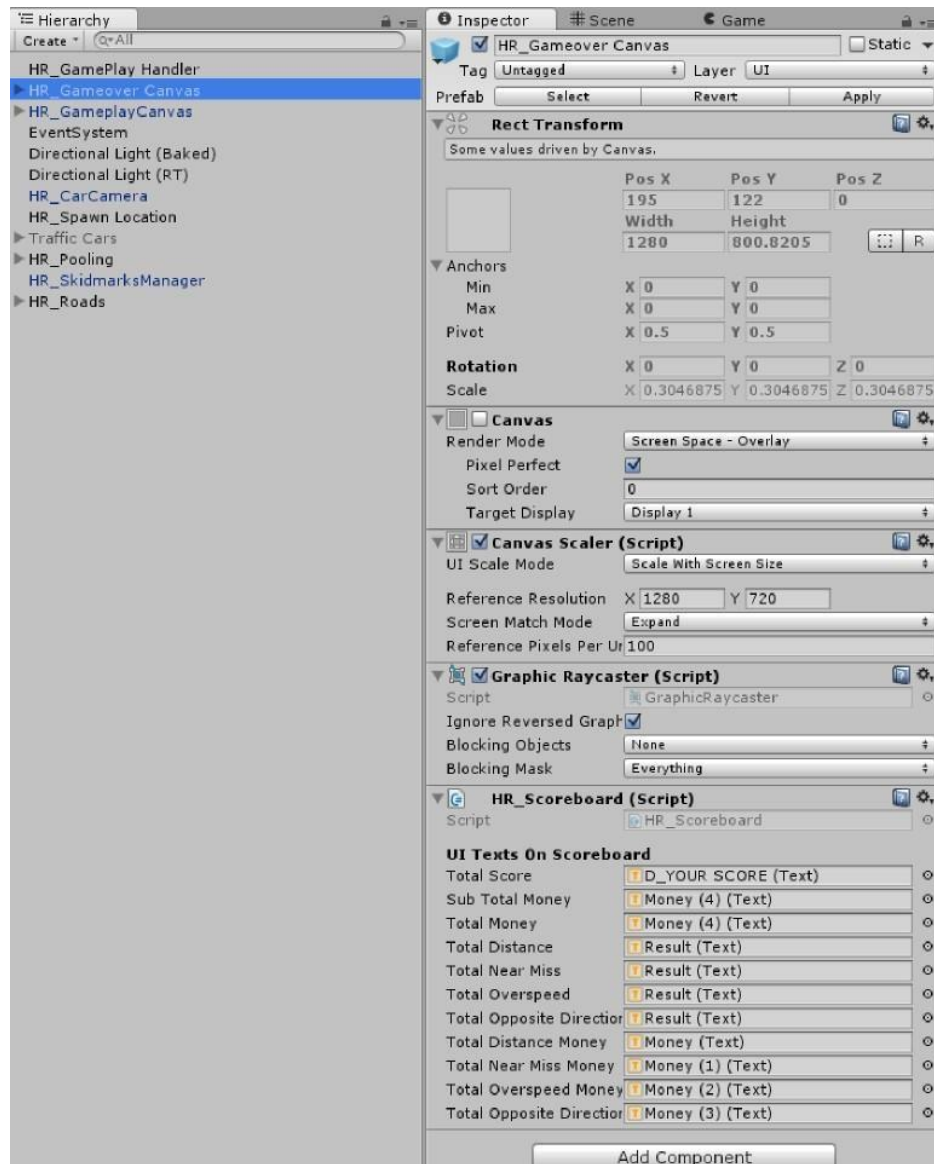 Hierarchy
Create
All
HR_GamePlay Handler
HR_Gameover Canvas
HR_GameplayCanvas
EventSystem
Directional Light (Baked)
Directional Light (RT)
HR_CarCamera
HR_Spawn Location
Traffic Cars
HR_Pooling
HR_SkidmarksManager
HR_Roads
Inspector Scene Game
HR_Gameover Canvas Static
Tag Untagged Layer UI
Prefab Select Revert Apply
Rect Transform
Some values driven by Canvas.
Pos X Pos Y Pos Z
195 122 0
Width Height
1280 800.8205 R
Anchors
Min X 0 Y 0
Max X 0 Y 0
Pivot X 0.5 Y 0.5
Rotation X 0 Y 0 Z 0
Scale X 0.3046875 Y 0.3046875 Z 0.3046875
Canvas
Render Mode Screen Space - Overlay
Pixel Perfect
Sort Order 0
Target Display Display 1
Canvas Scaler (Script)
UI Scale Mode Scale With Screen Size
Reference Resolution X 1280 Y 720
Screen Match Mode Expand
Reference Pixels Per Ur 100
Graphic Raycaster (Script)
Script GraphicRaycaster
Ignore Reversed Graph
Blocking Objects None
Blocking Mask Everything
HR_Scoreboard (Script)
Script HR_Scoreboard
UI Texts On Scoreboard
Total Score D_YOUR SCORE (Text)
Sub Total Money Money (4) (Text)
Total Money Money (4) (Text)
Total Distance Result (Text)
Total Near Miss Result (Text)
Total Overspeed Result (Text)
Total Opposite Direction Result (Text)
Total Distance Money Money (Text)
Total Near Miss Money Money (1) (Text)
Total Overspeed Money Money (2) (Text)
Total Opposite Direction Money (3) (Text)
Add Component